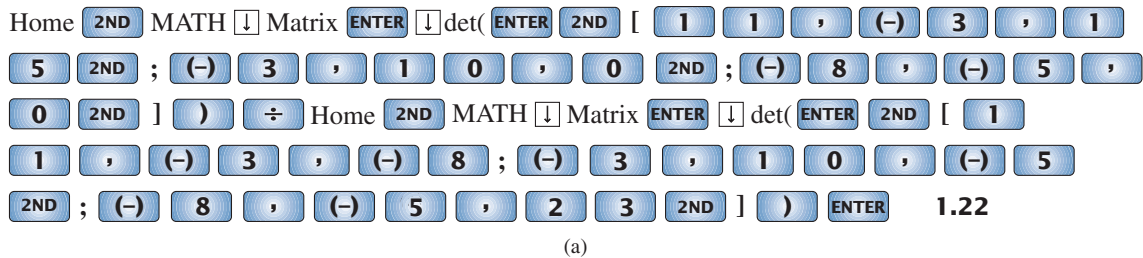 Home 2ND MATH ↓ Matrix ENTER ↓ det( ENTER 2ND [ 1 1 , (–) 3 , 1
5 2ND ; (–) 3 , 1 0 , 0 2ND ; (–) 8 , (–) 5 ,
0 2ND ] ) ÷ Home 2ND MATH ↓ Matrix ENTER ↓ det( ENTER 2ND [ 1
1 , (–) 3 , (–) 8 ; (–) 3 , 1 0 , (–) 5
2ND ; (–) 8 , (–) 5 , 2 3 2ND ] ) ENTER 1.22
(a)